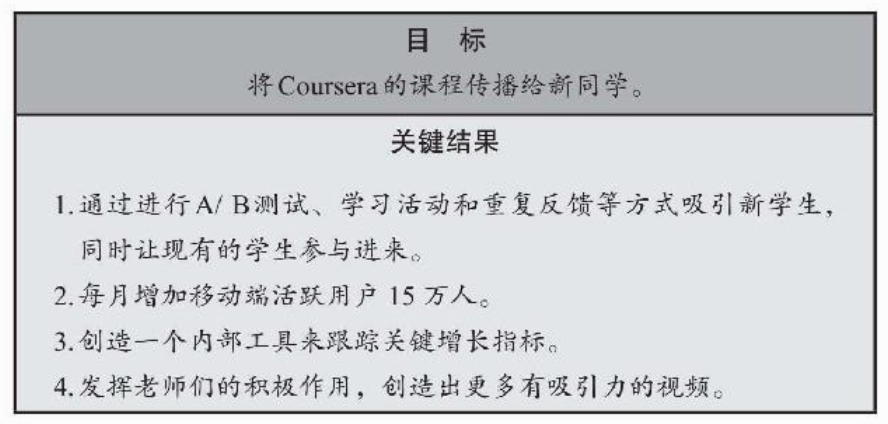 目 标
将Coursera的课程传播给新同学。
关键结果
1.通过进行A/ B测试、学习活动和重复反馈等方式吸引新学生，
同时让现有的学生参与进来。
2.每月增加移动端活跃用户 15 万人。
3.创造一个内部工具来跟踪关键增长指标。
4.发挥老师们的积极作用，创造出更多有吸引力的视频。